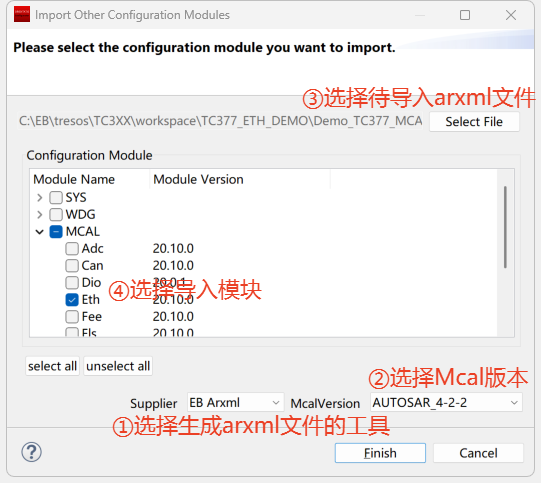 Import Other Configuration Modules
Please select the configuration module you want to import.
③选择待导入arxml文件
C:\EB\tresos\TC3XX\workspace\TC377_ETH_DEMO\Demo_TC377_MCA
Select File
Configuration Module
Module Name Module Version
SYS
WDG
MCAL
Adc 20.10.0
Can 20.10.0
Dio 20.0.1
④选择导入模块
Eth 20.10.0
Fee 20.10.0
Fls 20.10.0
select all unselect all
②选择Mcal版本
Supplier EB Arxml McalVersion AUTOSAR_4-2-2
①选择生成arxml文件的工具
Finish Cancel